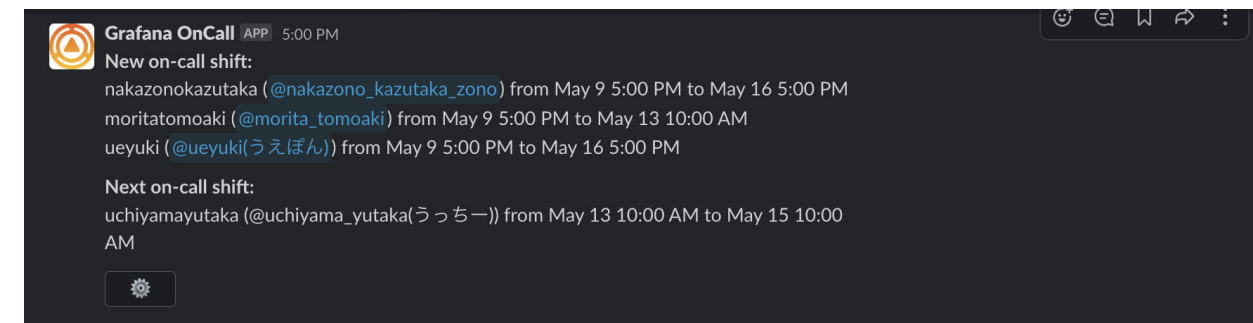 Grafana OnCall APP 5:00 PM
New on-call shift:
nakazonokazutaka (@nakazono_kazutaka_zono) from May 9 5:00 PM to May 16 5:00 PM
moritatomoaki (@morita_tomoaki) from May 9 5:00 PM to May 13 10:00 AM
ueyuki (@ueyuki(うえぽん)) from May 9 5:00 PM to May 16 5:00 PM
Next on-call shift:
uchiyamayutaka (@uchiyama_yutaka(うっちー)) from May 13 10:00 AM to May 15 10:00
AM